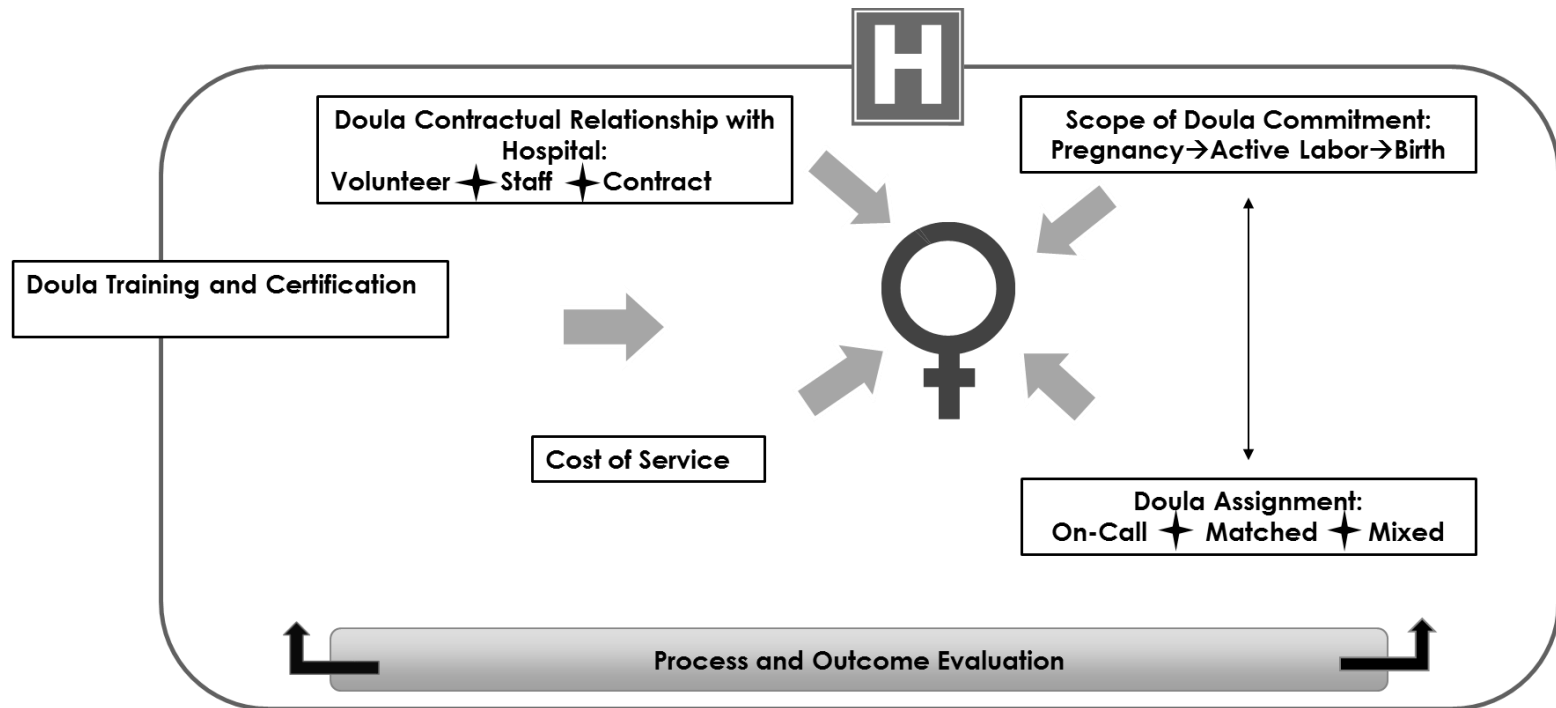 H
Doula Contractual Relationship with
Hospital:
Volunteer Staff Contract
Scope of Doula Commitment:
Pregnancy→Active Labor→Birth
Doula Training and Certification
Cost of Service
Doula Assignment:
On-Call Matched Mixed
Process and Outcome Evaluation